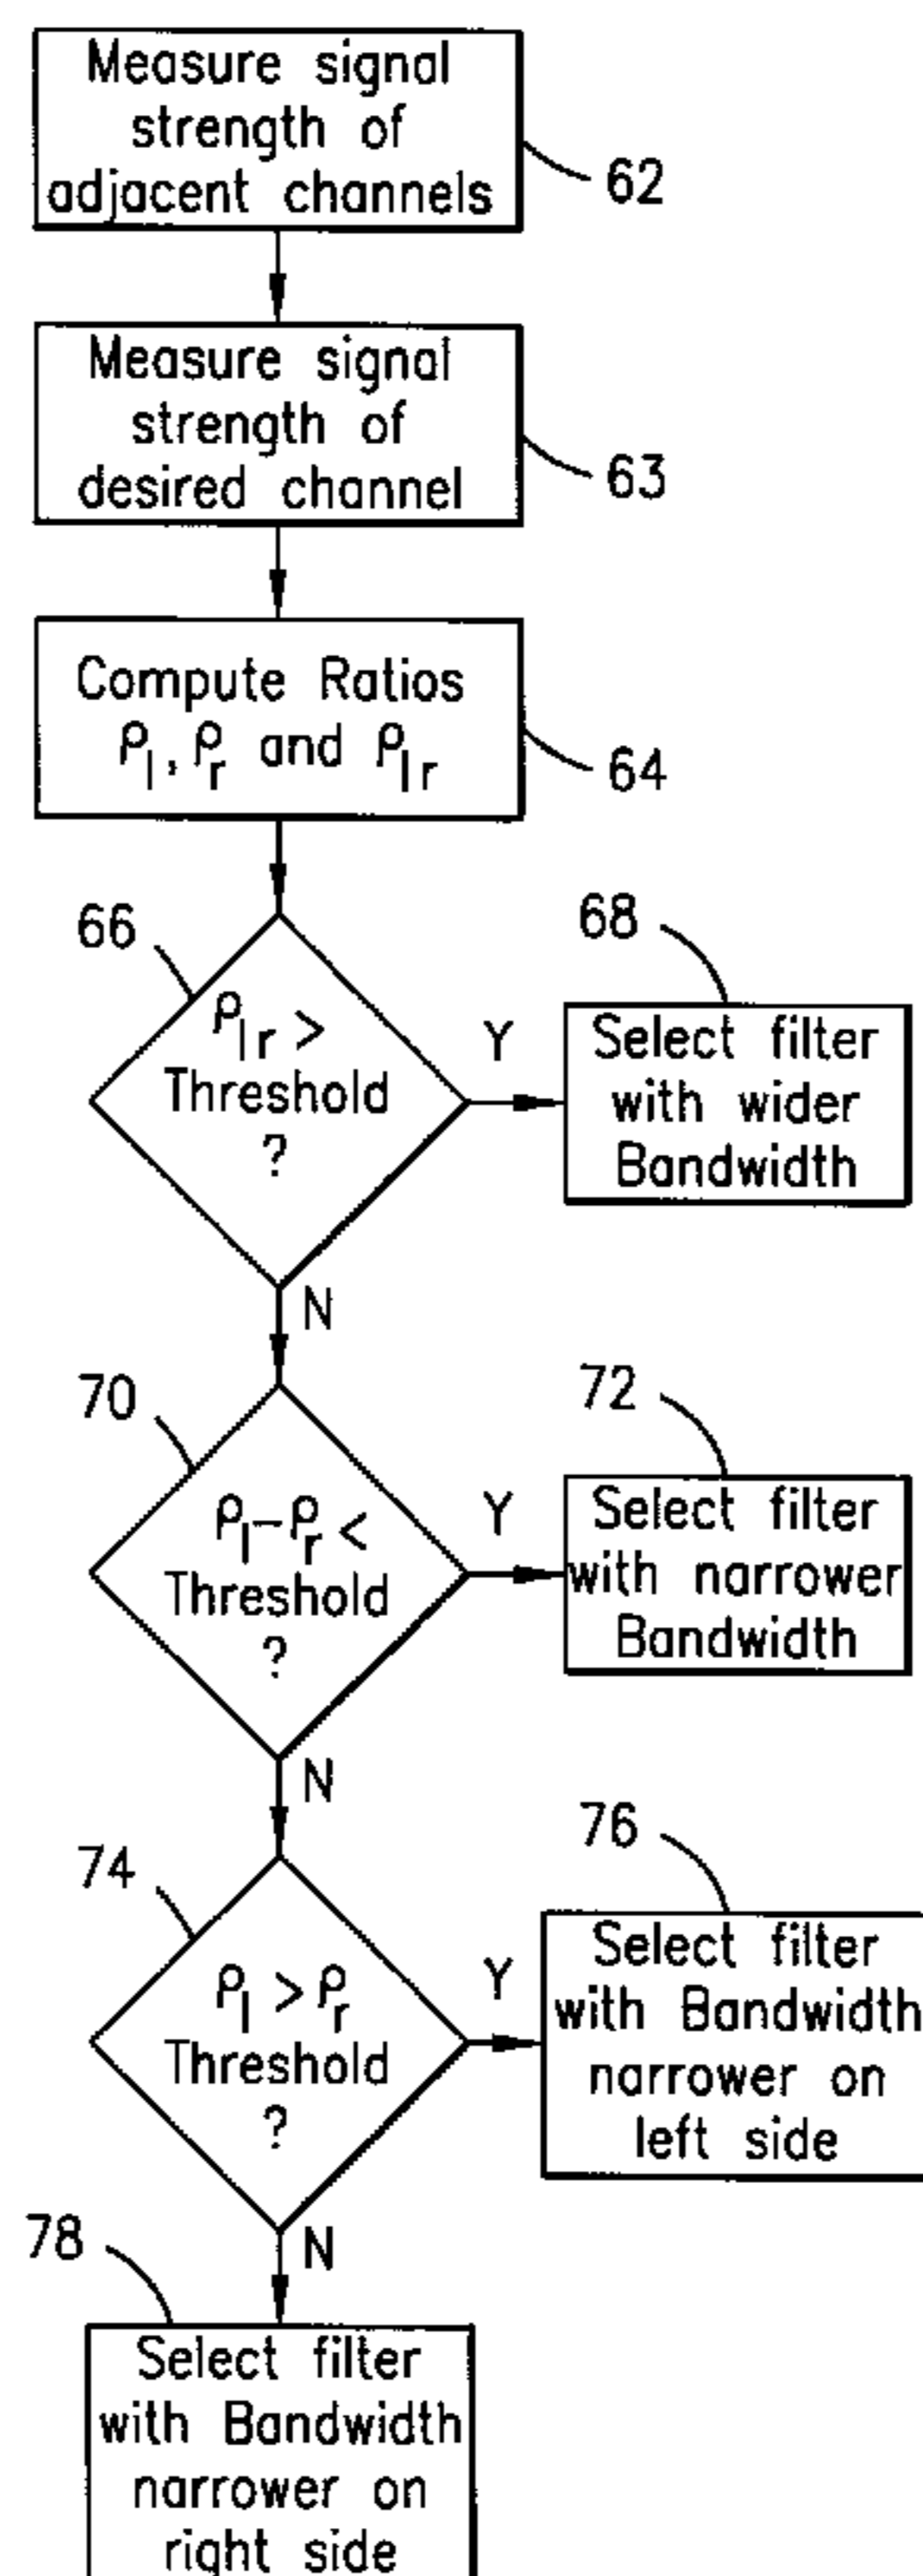 Measure signal
strength of
adjacent channels
62
Measure signal
strength of
desired channel
63
Compute Ratios
ρl, ρr and ρlr
64
66
ρlr >
Threshold
?
Y
68
Select filter
with wider
Bandwidth
N
70
ρl-ρr <
Threshold
?
Y
72
Select filter
with narrower
Bandwidth
N
74
ρl > ρr
Threshold
?
Y
76
Select filter
with Bandwidth
narrower on
left side
N
78
Select filter
with Bandwidth
narrower on
right side